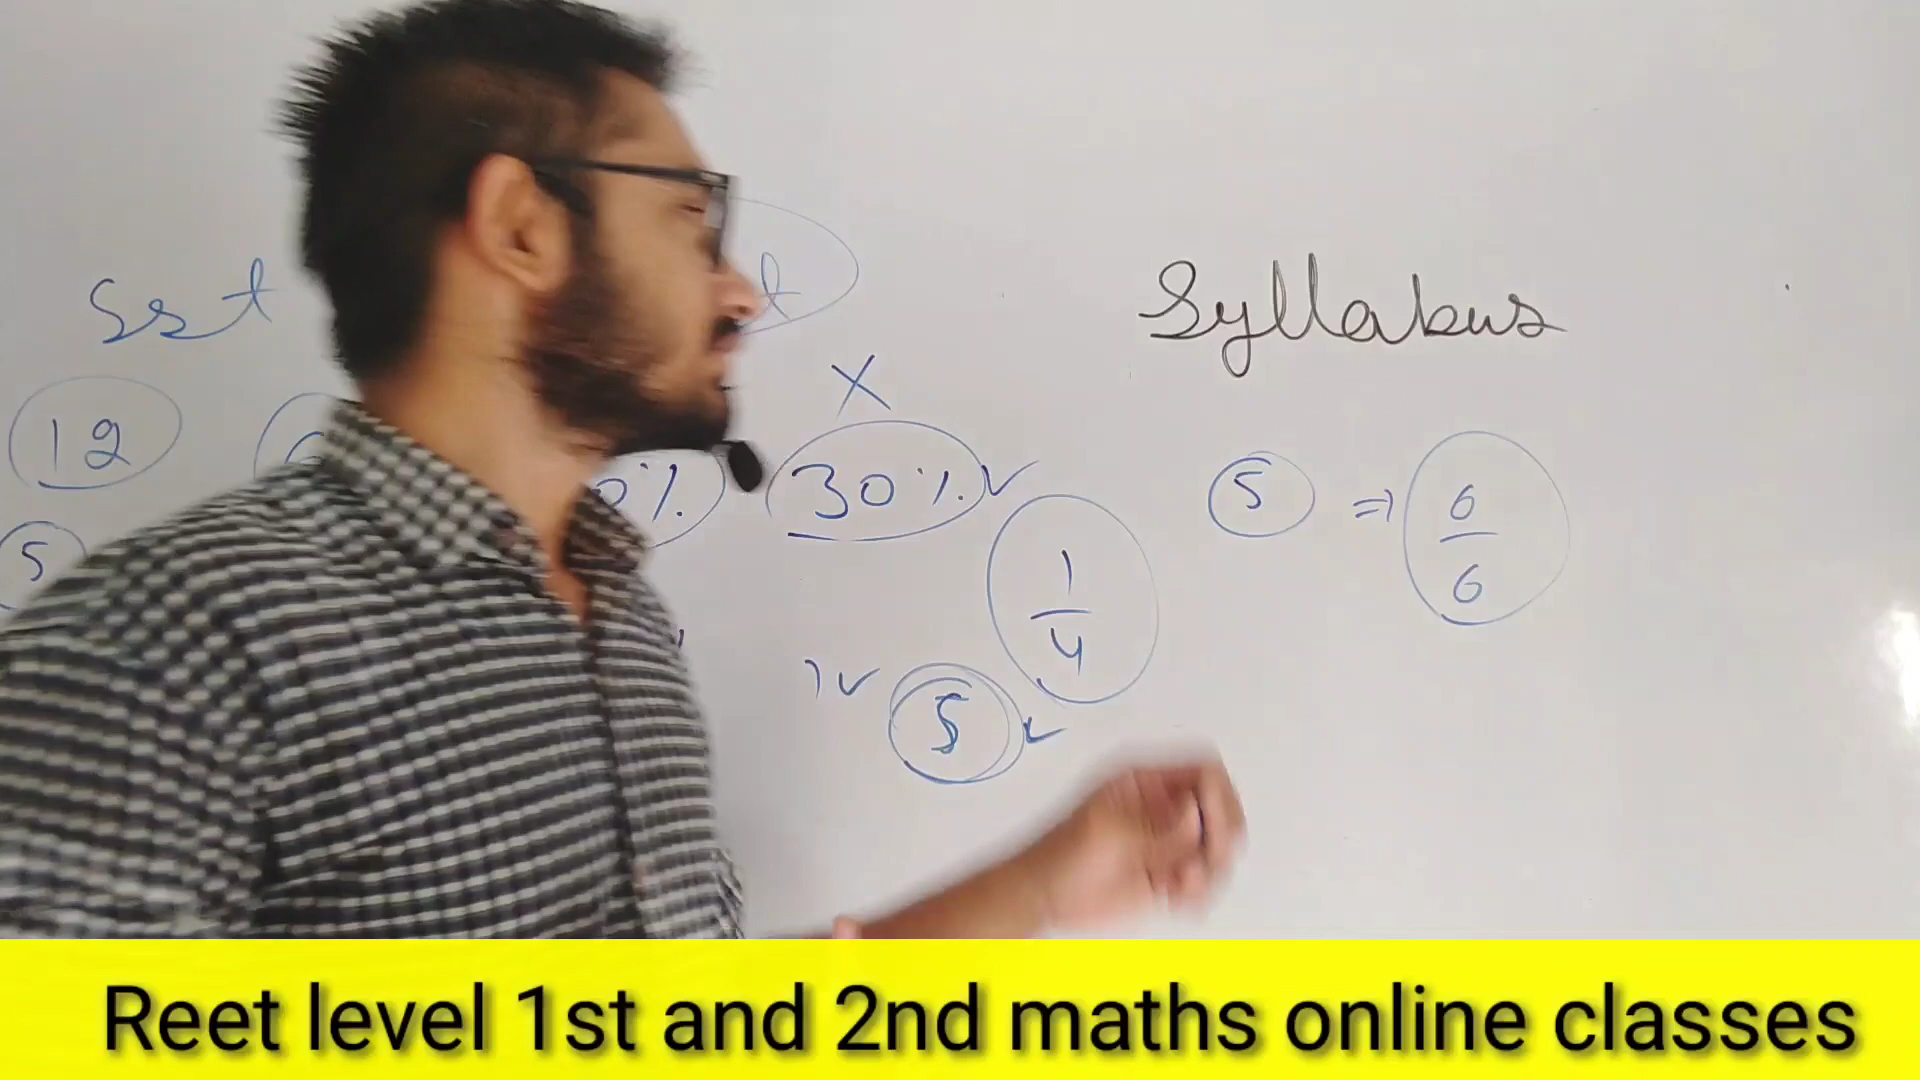 Sst
Syllabus
X
12
0%.
30%.
5 => 6/6
5
1/4
5
Reet level 1st and 2nd maths online classes